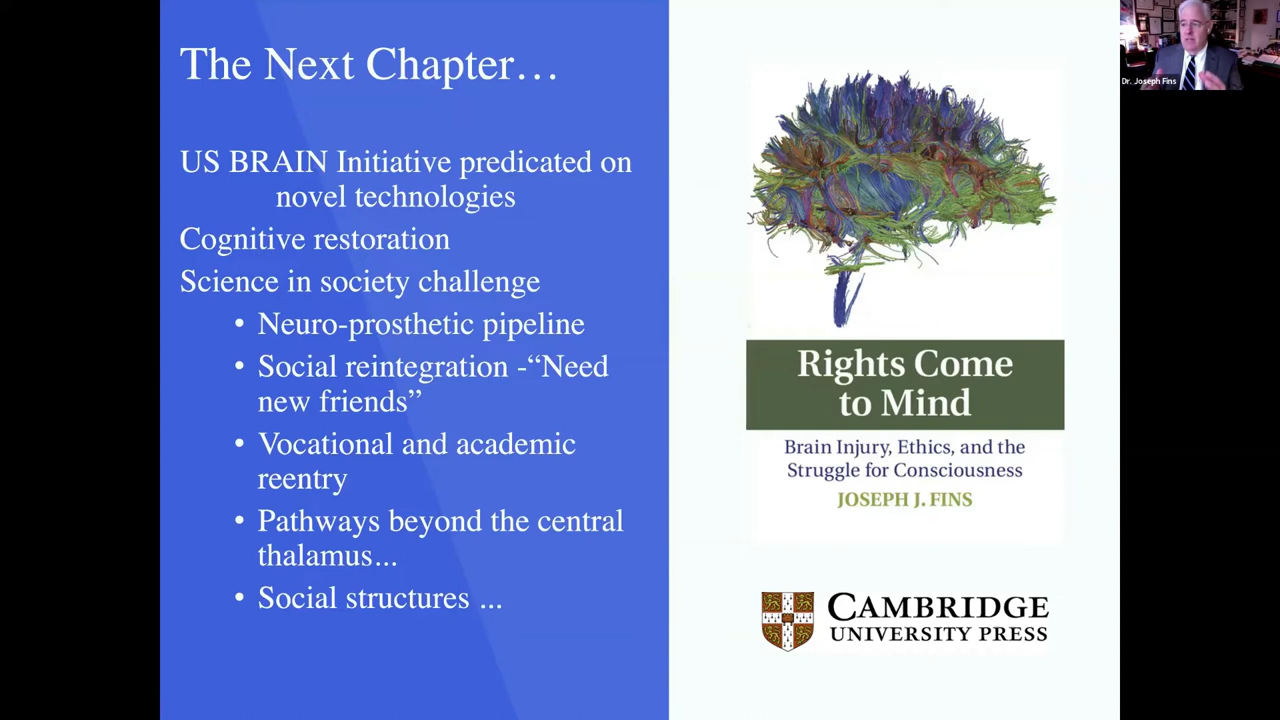 The Next Chapter…
US BRAIN Initiative predicated on
novel technologies
Cognitive restoration
Science in society challenge
• Neuro-prosthetic pipeline
• Social reintegration -“Need
new friends”
• Vocational and academic
reentry
• Pathways beyond the central
thalamus...
• Social structures ...
Rights Come
to Mind
Brain Injury, Ethics, and the
Struggle for Consciousness
JOSEPH J. FINS
CAMBRIDGE
UNIVERSITY PRESS
Dr. Joseph Fins